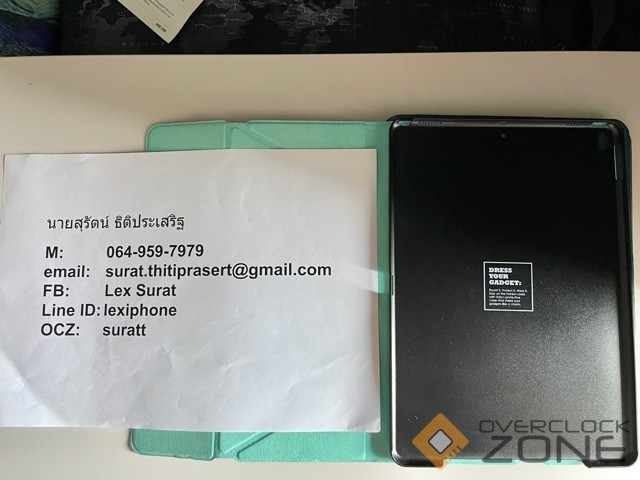 นายสุรัตน์ ธิติประเสริฐ
M: 064-959-7979
email: surat.thitiprasert@gmail.com
FB: Lex Surat
Line ID: lexiphone
OCZ: suratt
DRESS
YOUR
GADGET:
OVERCLOCK
ZONE